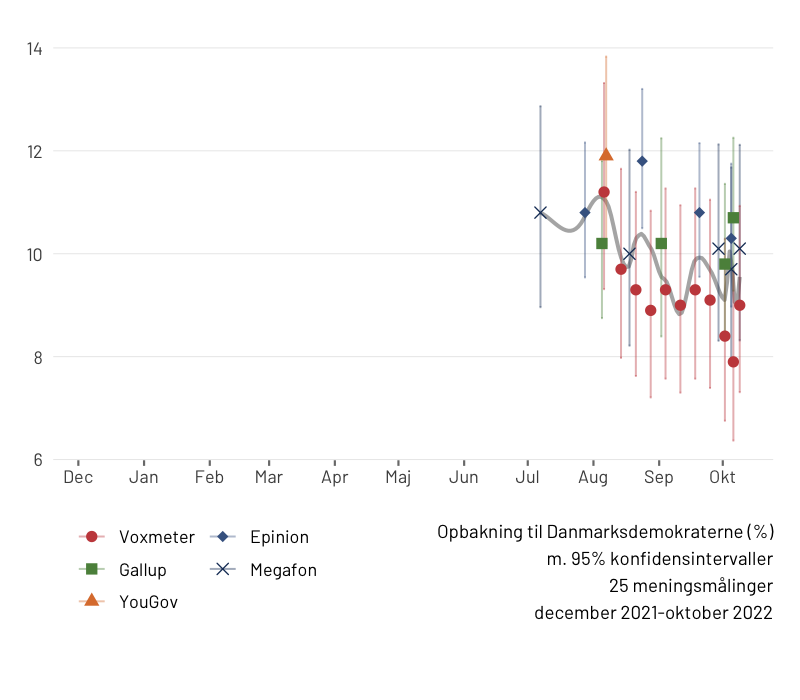 14
12
10
8
6
Dec Jan Feb Mar Apr Maj Jun Jul Aug Sep Okt
Voxmeter Epinion
Gallup Megafon
YouGov
Opbakning til Danmarksdemokraterne (%)
m. 95% konfidensintervaller
25 meningsmålinger
december 2021-oktober 2022